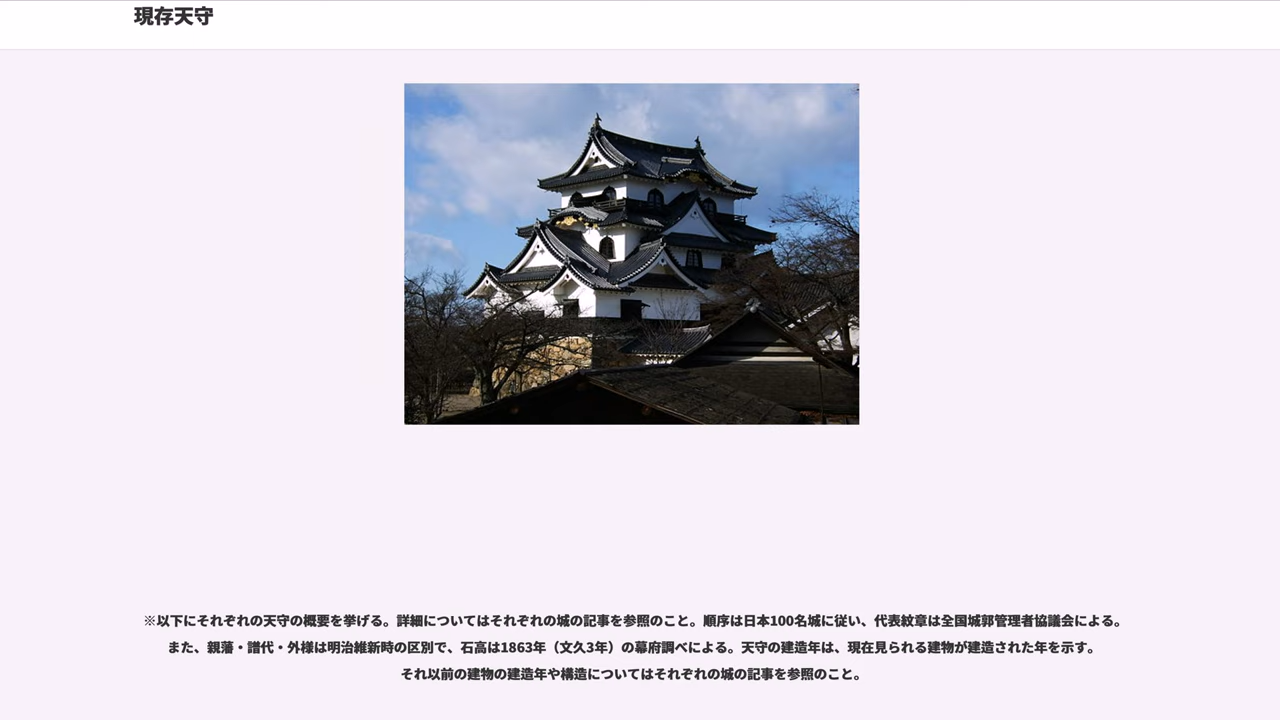 現存天守
※以下にそれぞれの天守の概要を挙げる。詳細についてはそれぞれの城の記事を参照のこと。順序は日本100名城に従い、代表紋章は全国城郭管理者協議会による。
また、親藩・譜代・外様は明治維新時の区別で、石高は1863年（文久3年）の幕府調べによる。天守の建造年は、現在見られる建物が建造された年を示す。
それ以前の建物の建造年や構造についてはそれぞれの城の記事を参照のこと。